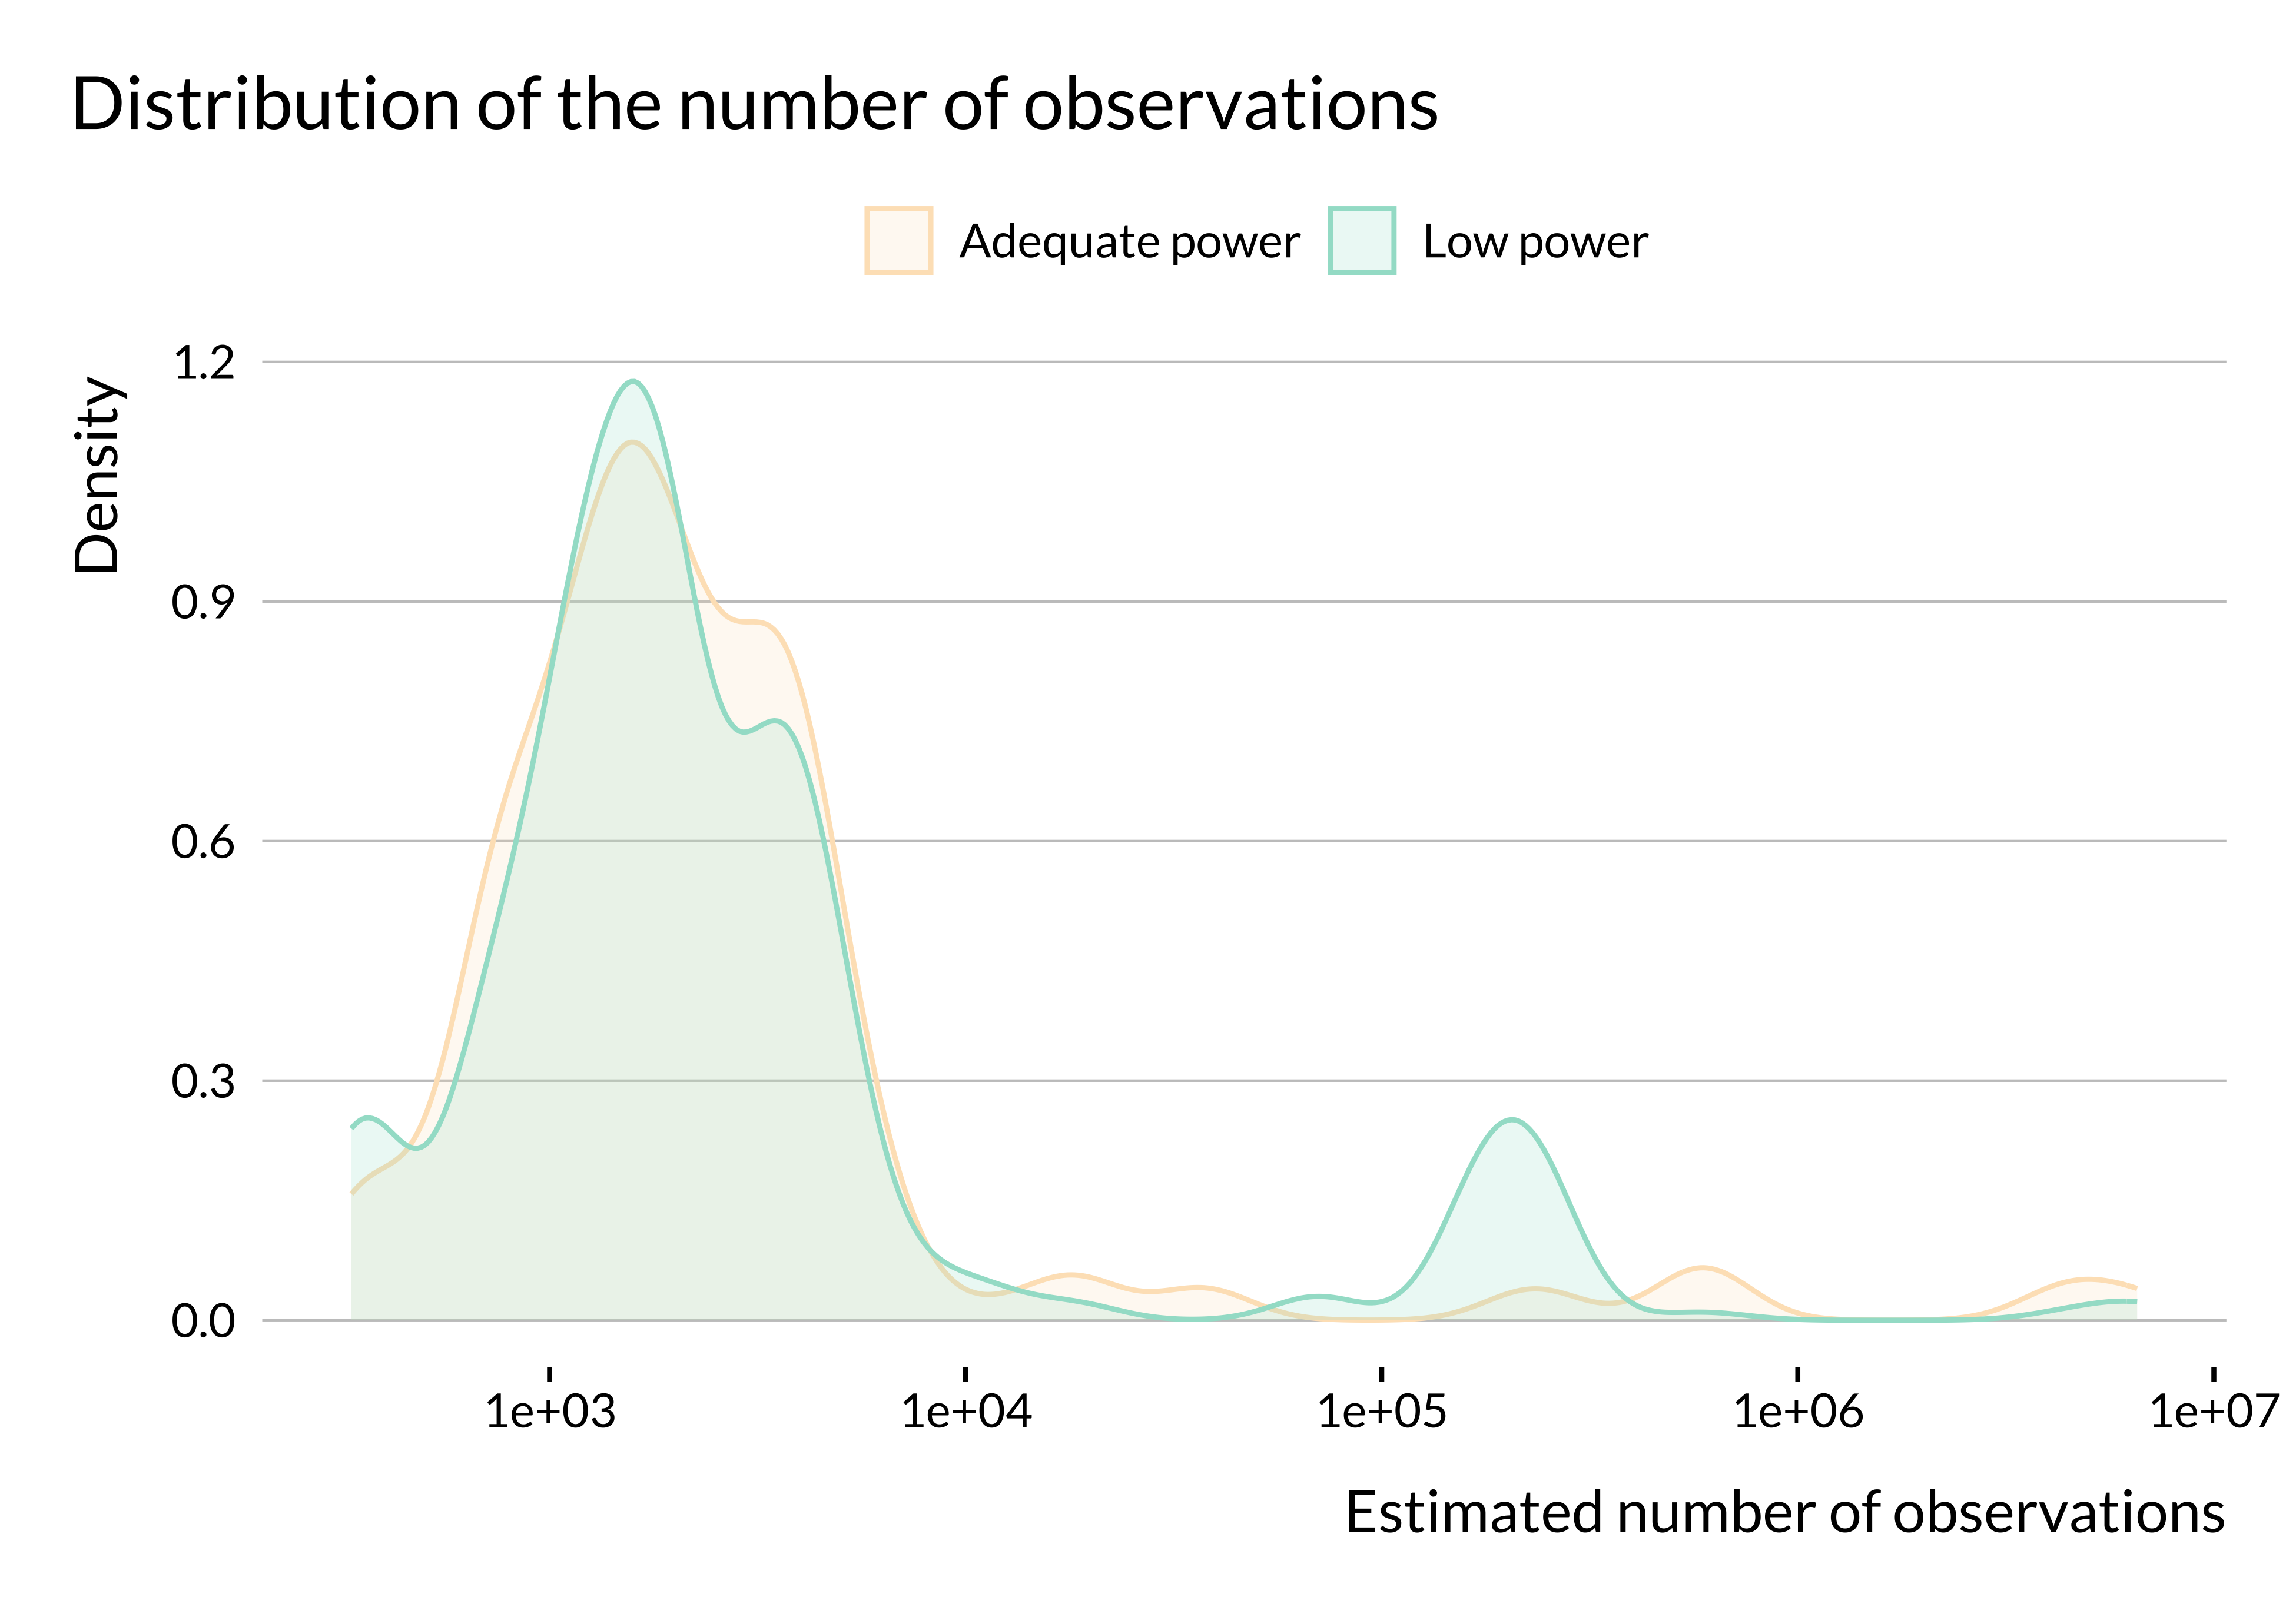 Distribution of the number of observations
Adequate power Low power
Density
1.2
0.9
0.6
0.3
0.0
1e+03 1e+04 1e+05 1e+06 1e+07
Estimated number of observations